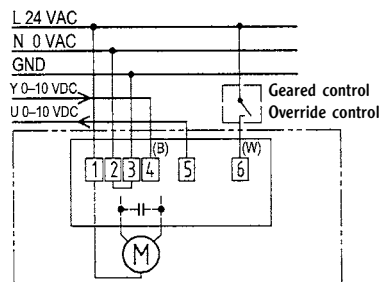 L 24 VAC
N 0 VAC
GND
Y 0–10 VDC
U 0–10 VDC
Geared control
Override control
(B)
(W)
1 2 3 4 5 6
M